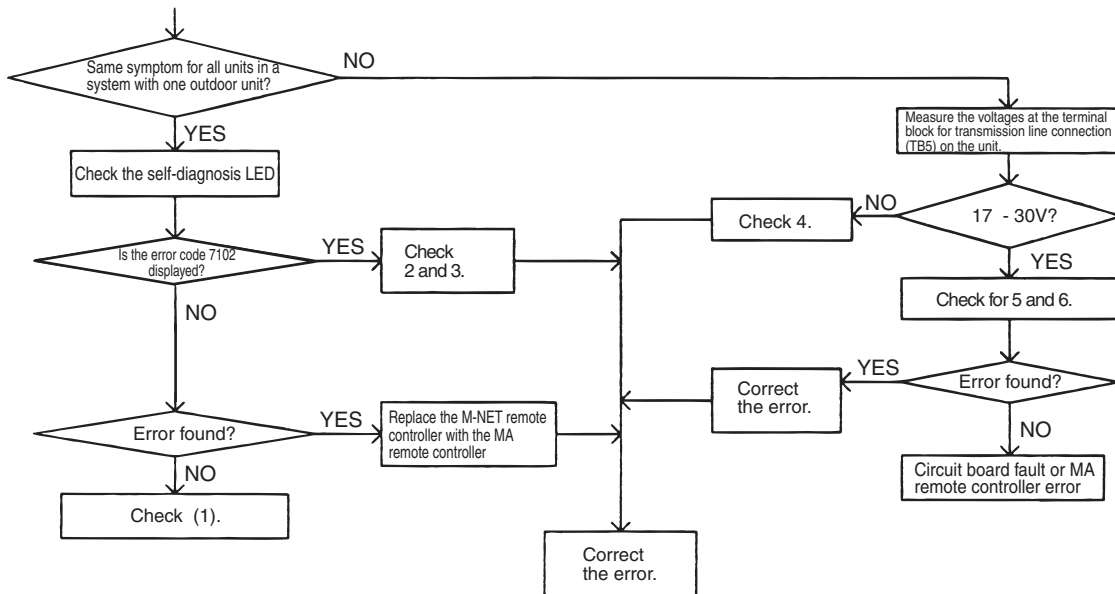 Same symptom for all units in a
system with one outdoor unit?
NO
YES
Check the self-diagnosis LED
Is the error code 7102
displayed?
YES
Check
2 and 3.
NO
Error found?
YES
Replace the M-NET remote
controller with the MA
remote controller
NO
Check (1).
Measure the voltages at the terminal
block for transmission line connection
(TB5) on the unit.
17 - 30V?
NO
Check 4.
YES
Check for 5 and 6.
Error found?
YES
Correct
the error.
NO
Circuit board fault or MA
remote controller error
Correct
the error.